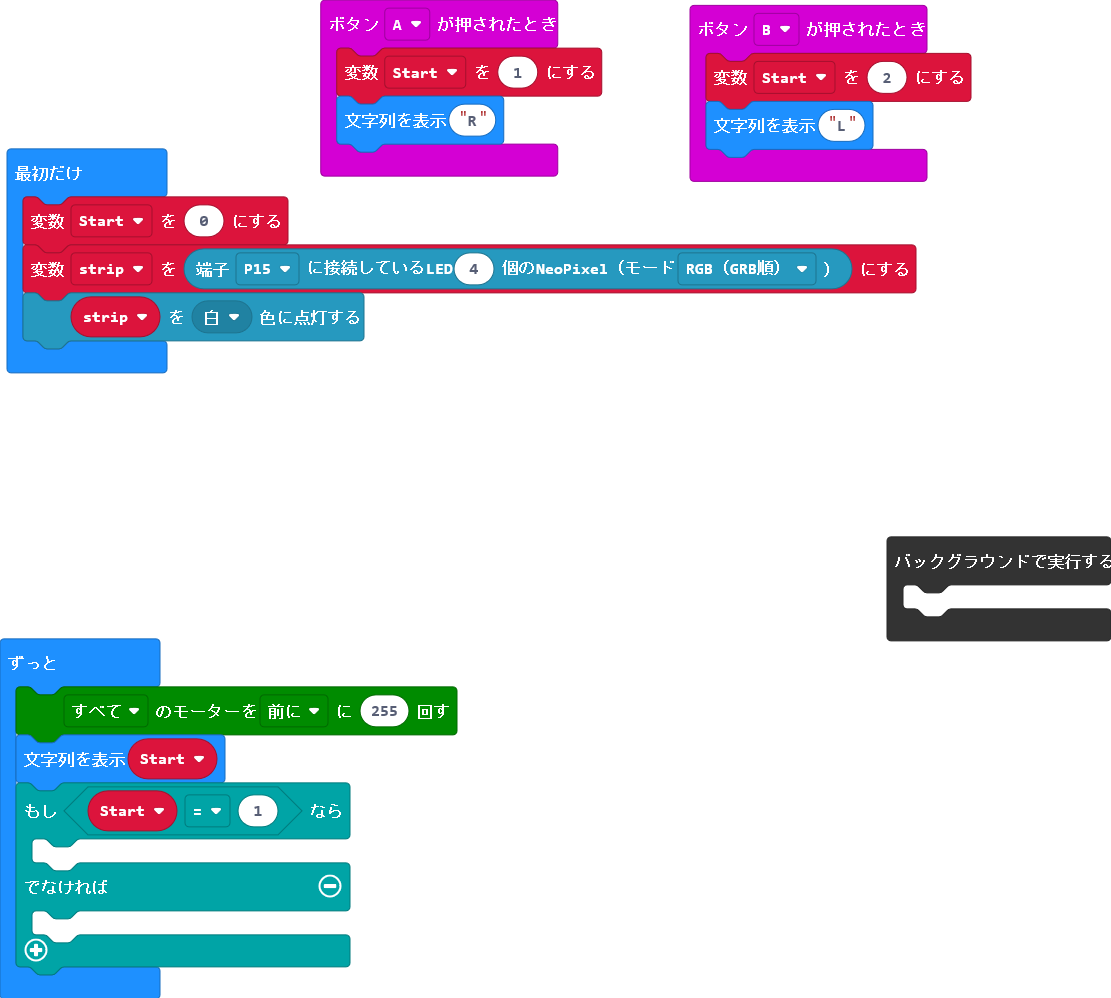 ボタン A が押されたとき
変数 Start を 1 にする
文字列を表示 "R"
ボタン B が押されたとき
変数 Start を 2 にする
文字列を表示 "L"
最初だけ
変数 Start を 0 にする
変数 strip を 端子 P15 に接続しているLED 4 個のNeoPixel（モード RGB（GRB順） ） にする
strip を 白 色に点灯する
バックグラウンドで実行する
ずっと
すべて のモーターを 前に に 255 回す
文字列を表示 Start
もし Start = 1 なら
でなければ